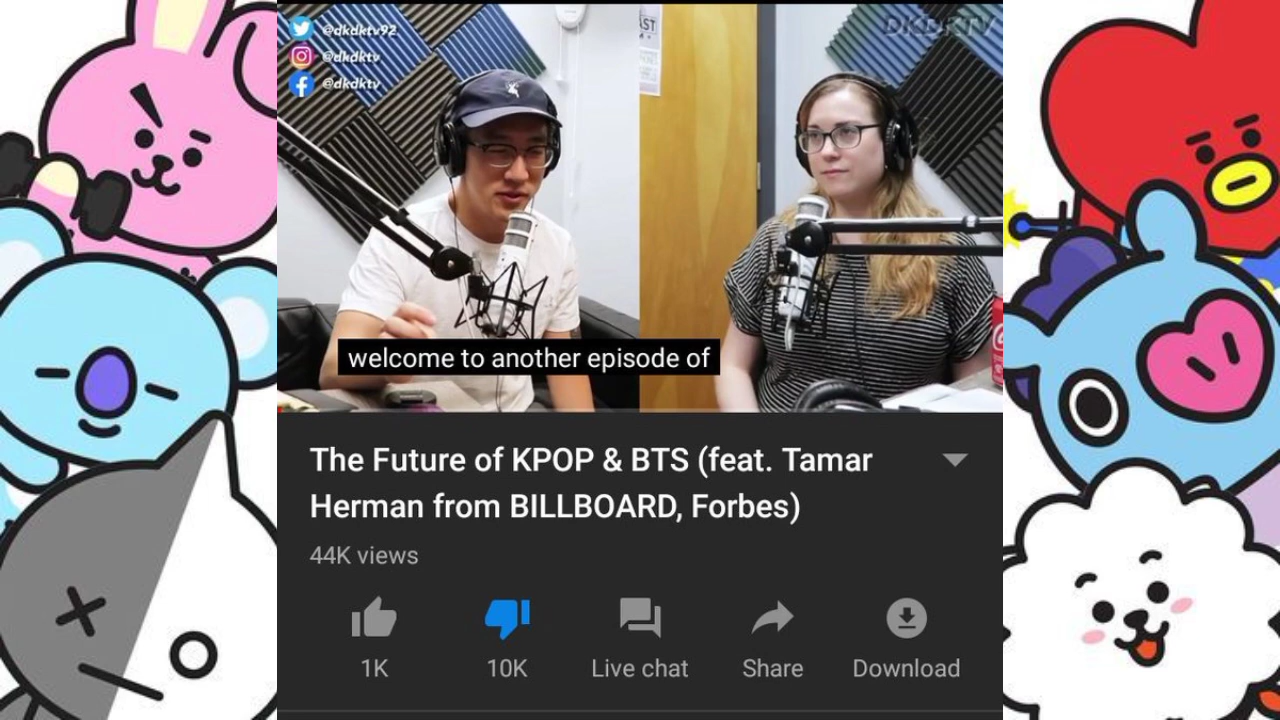 @dkdktv92
@dkdktv
@dkdktv
DKDKTV
welcome to another episode of
The Future of KPOP & BTS (feat. Tamar
Herman from BILLBOARD, Forbes)
44K views
1K
10K
Live chat
Share
Download